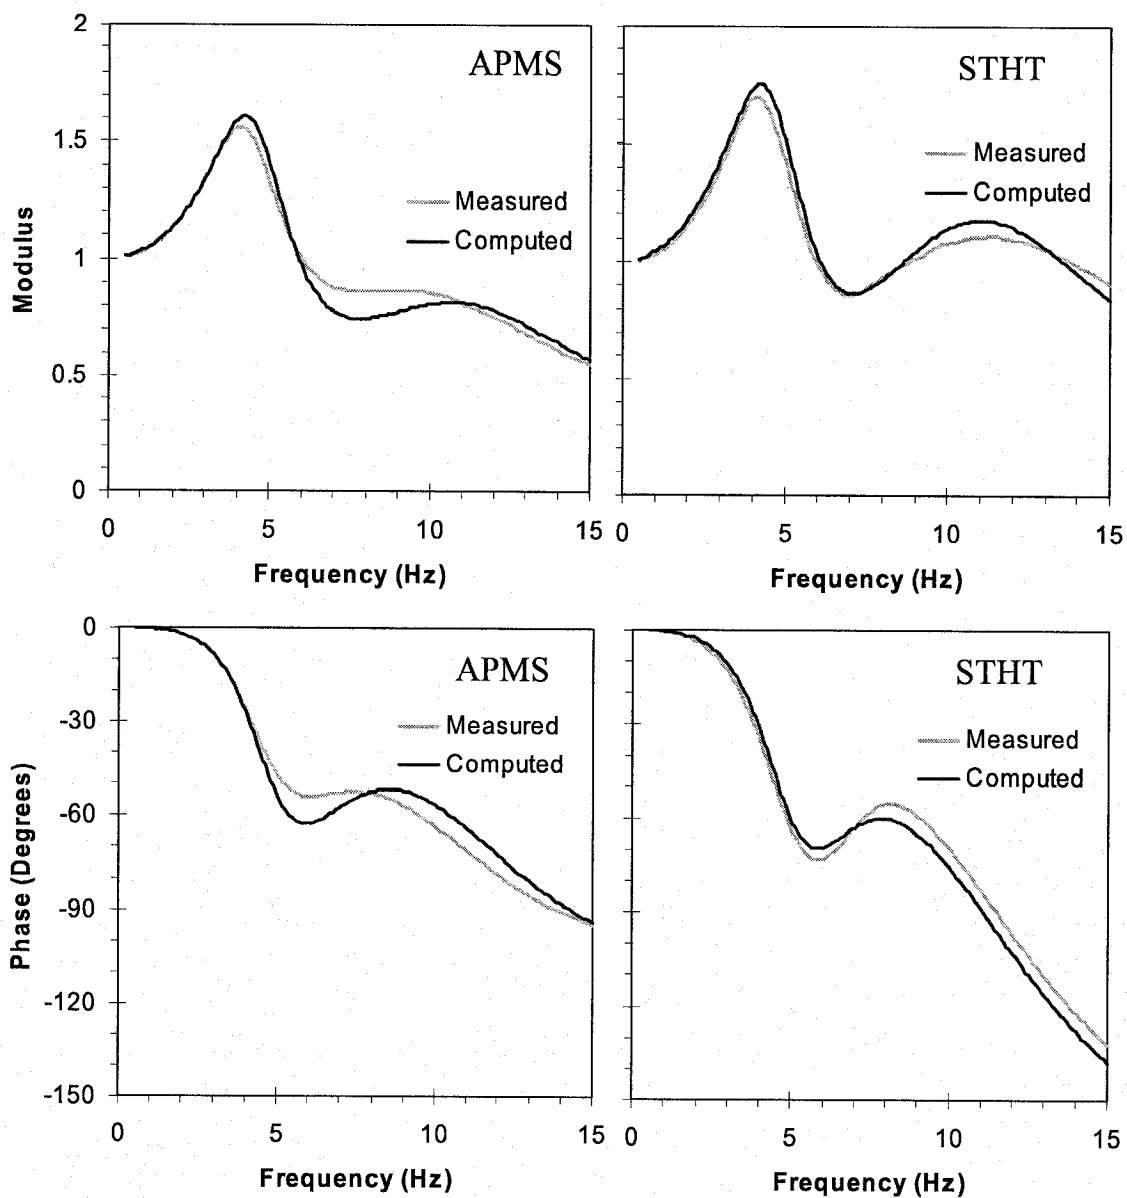 2
APMS
STHT
1.5
Measured
Measured
Computed
Computed
Modulus
1
0.5
0
0 5 10 15
0 5 10 15
Frequency (Hz)
Frequency (Hz)
0
APMS
STHT
-30
Measured
Measured
Computed
Computed
Phase (Degrees)
-60
-90
-120
-150
0 5 10 15
0 5 10 15
Frequency (Hz)
Frequency (Hz)